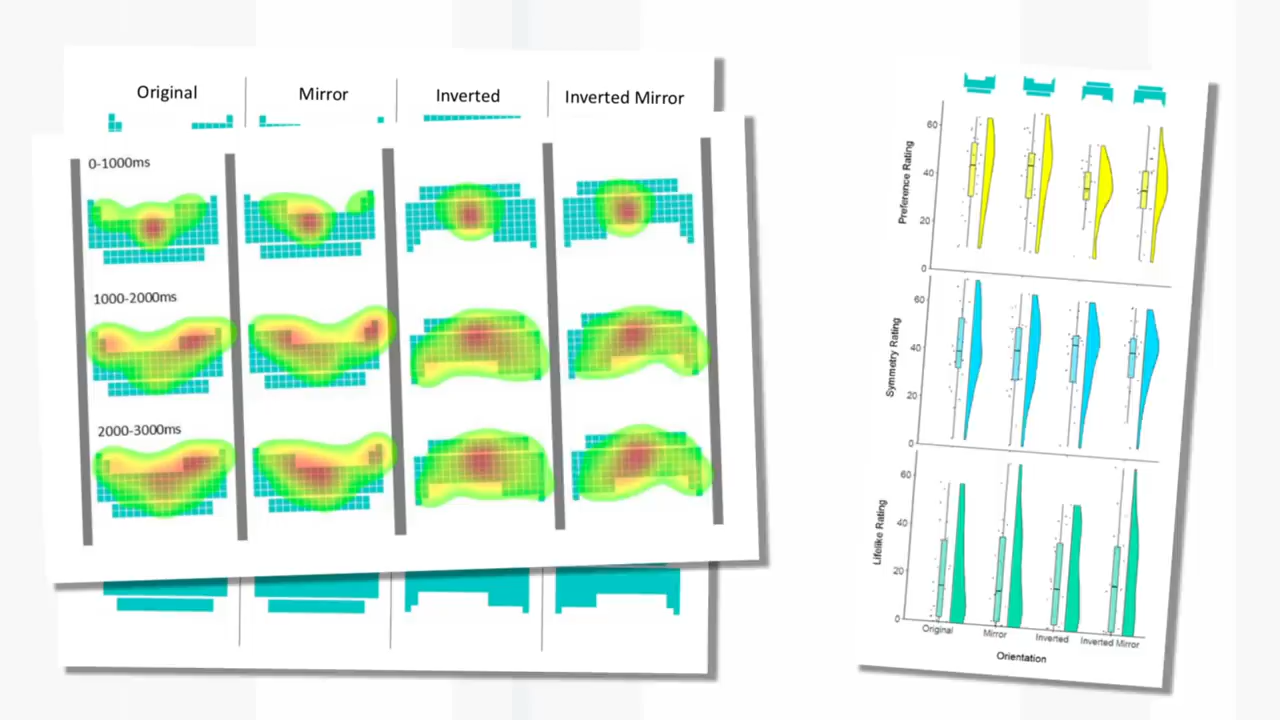 Original Mirror Inverted Inverted Mirror
0-1000ms
1000-2000ms
2000-3000ms
Preference Rating
60
40
20
0
Symmetry Rating
60
40
20
0
Lifelike Rating
60
40
20
0
Original Mirror Inverted Inverted Mirror
Orientation